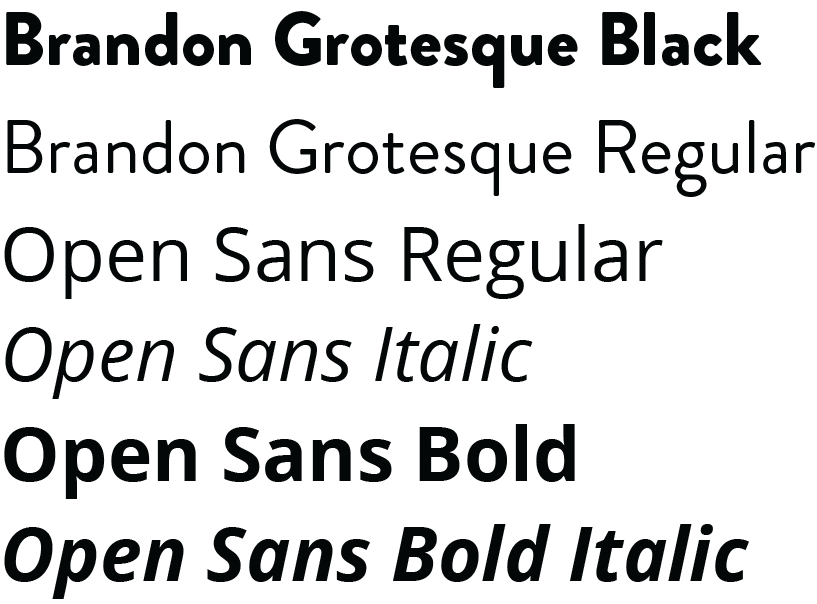 Brandon Grotesque Black
Brandon Grotesque Regular
Open Sans Regular
Open Sans Italic
Open Sans Bold
Open Sans Bold Italic